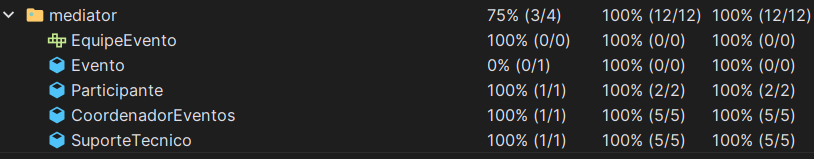 mediator 75% (3/4) 100% (12/12) 100% (12/12)
EquipeEvento 100% (0/0) 100% (0/0) 100% (0/0)
Evento 0% (0/1) 100% (0/0) 100% (0/0)
Participante 100% (1/1) 100% (2/2) 100% (2/2)
CoordenadorEventos 100% (1/1) 100% (5/5) 100% (5/5)
SuporteTecnico 100% (1/1) 100% (5/5) 100% (5/5)